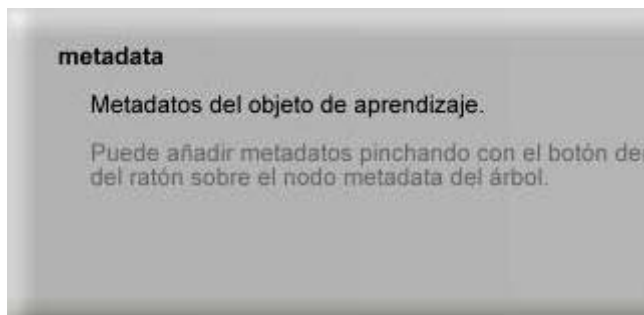 metadata
Metadatos del objeto de aprendizaje.
Puede añadir metadatos pinchando con el botón
del ratón sobre el nodo metadata del árbol.